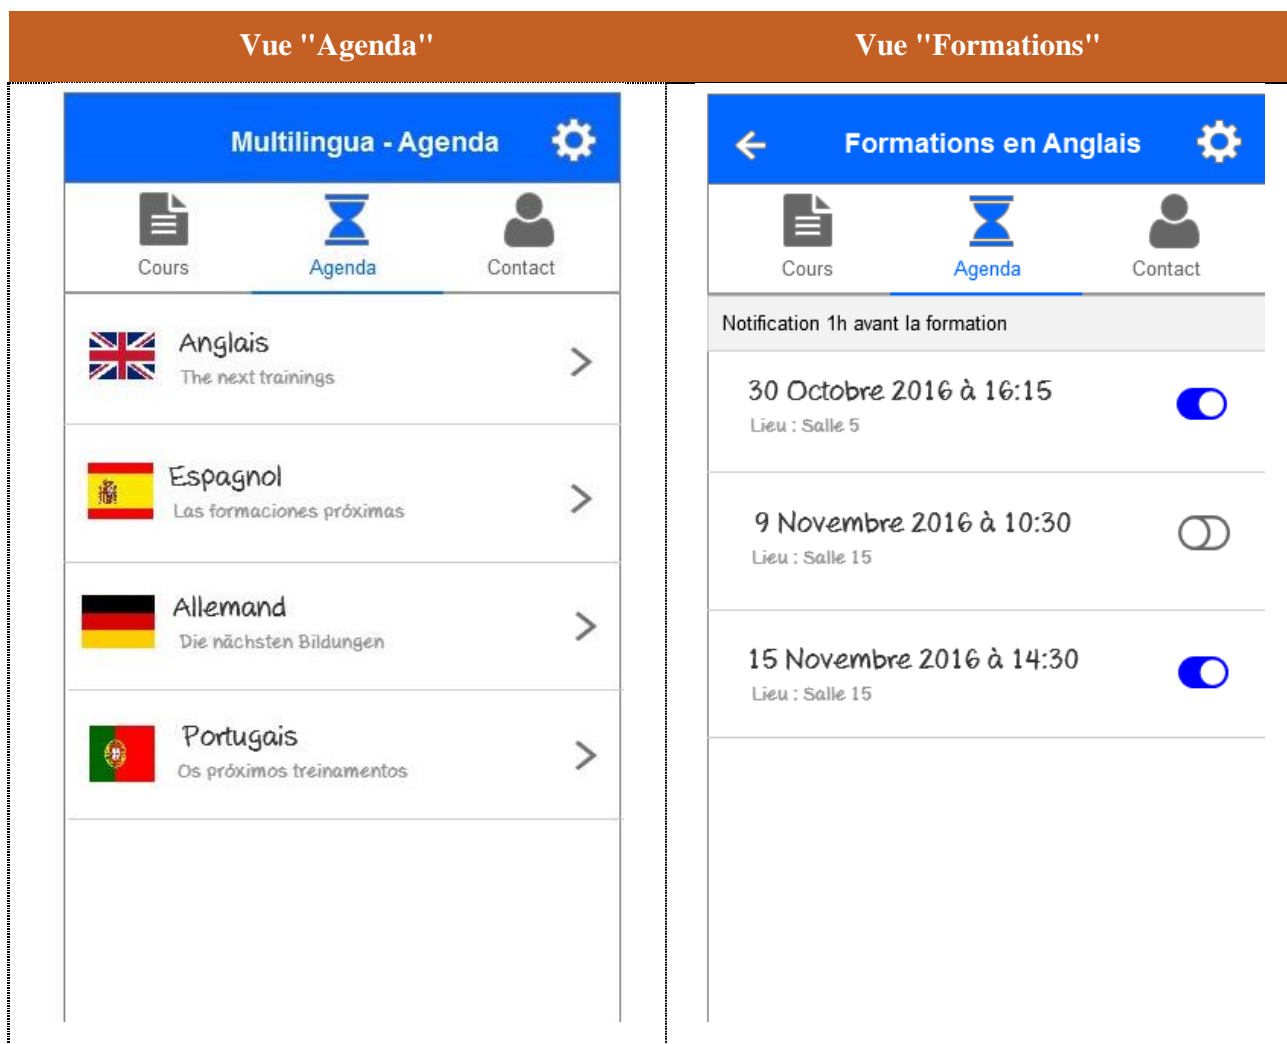 Vue "Agenda"
Vue "Formations"
Multilingua - Agenda
Cours
Agenda
Contact
Anglais
The next trainings
Espagnol
Las formaciones próximas
Allemand
Die nächsten Bildungen
Portugais
Os próximos treinamentos
Formations en Anglais
Cours
Agenda
Contact
Notification 1h avant la formation
30 Octobre 2016 à 16:15
Lieu : Salle 5
9 Novembre 2016 à 10:30
Lieu : Salle 15
15 Novembre 2016 à 14:30
Lieu : Salle 15